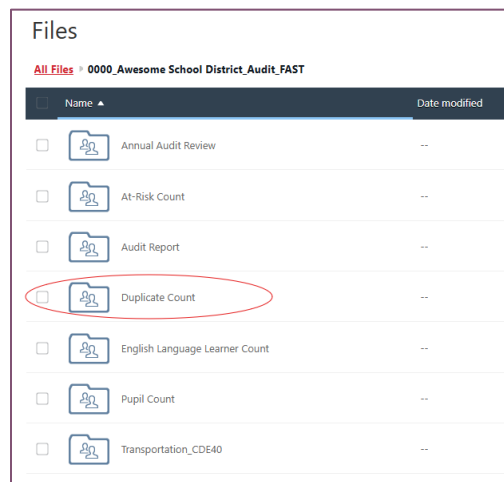 Files
All Files 0000_Awesome School District_Audit_FAST
Name Date modified
Annual Audit Review --
At-Risk Count --
Audit Report --
Duplicate Count --
English Language Learner Count --
Pupil Count --
Transportation_CDE40 --